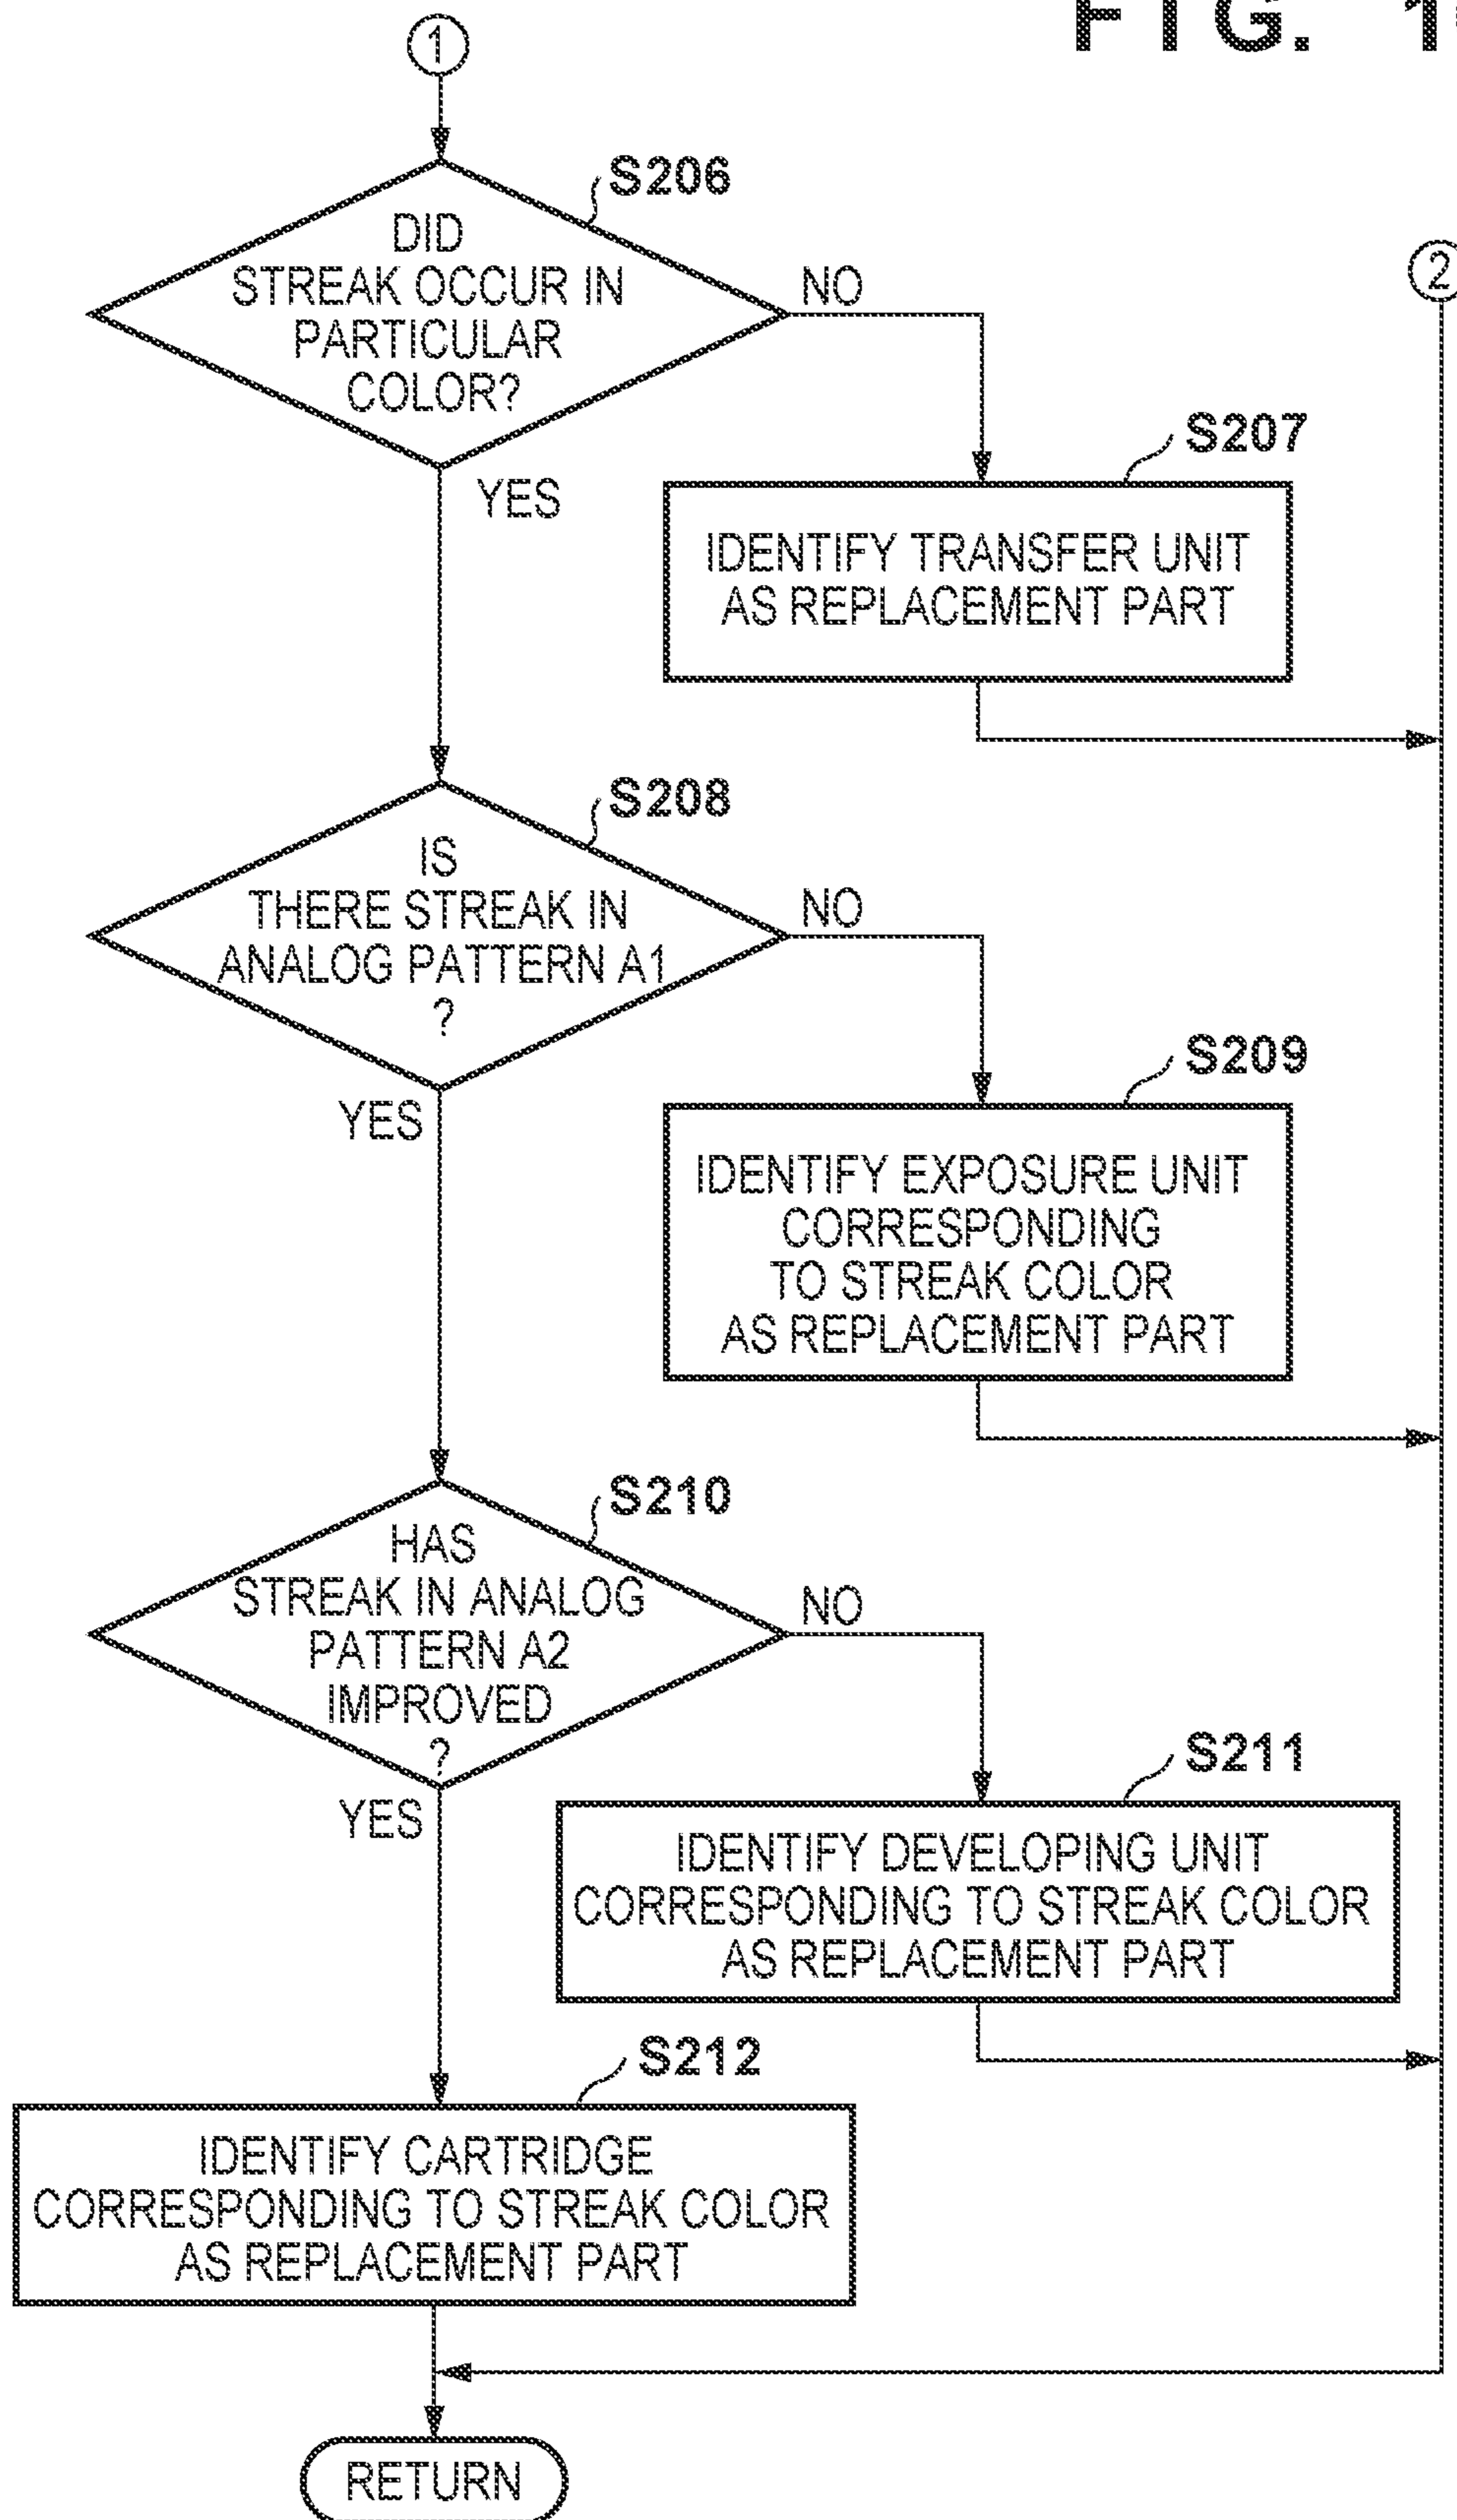 FIG.
1
S206
DID
STREAK OCCUR IN
PARTICULAR
COLOR?
NO
2
YES
S207
IDENTIFY TRANSFER UNIT
AS REPLACEMENT PART
S208
IS
THERE STREAK IN
ANALOG PATTERN A1
?
NO
YES
S209
IDENTIFY EXPOSURE UNIT
CORRESPONDING
TO STREAK COLOR
AS REPLACEMENT PART
S210
HAS
STREAK IN ANALOG
PATTERN A2
IMPROVED
?
NO
YES
S211
IDENTIFY DEVELOPING UNIT
CORRESPONDING TO STREAK COLOR
AS REPLACEMENT PART
S212
IDENTIFY CARTRIDGE
CORRESPONDING TO STREAK COLOR
AS REPLACEMENT PART
RETURN